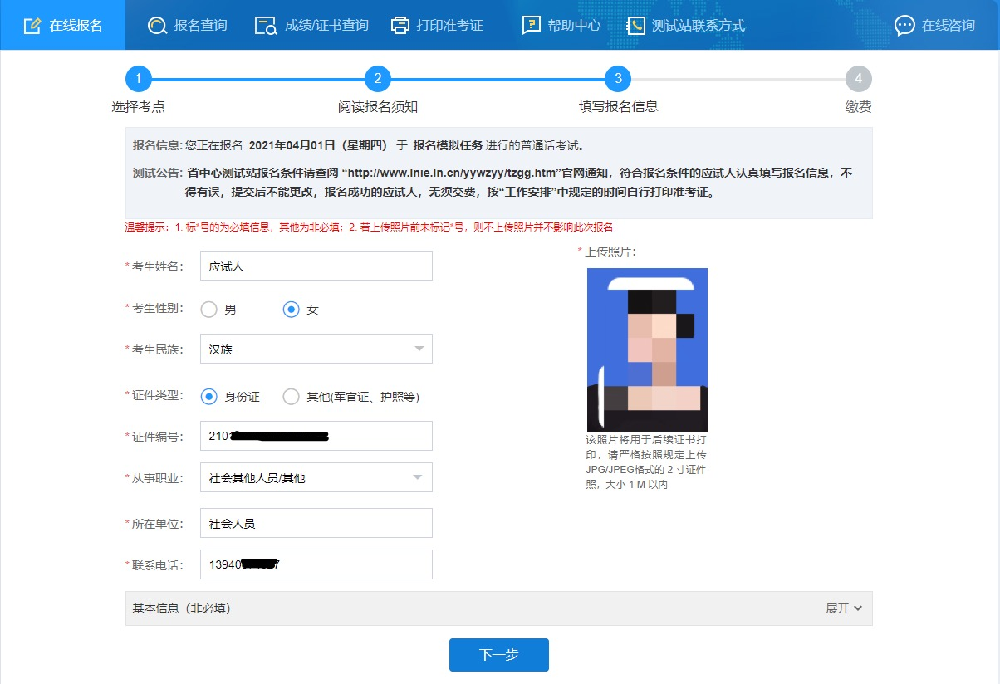 在线报名 报名查询 成绩/证书查询 打印准考证 帮助中心 测试站联系方式 在线咨询
1 2 3 4
选择考点 阅读报名须知 填写报名信息 缴费
报名信息: 您正在报名 2021年04月01日（星期四） 于 报名模拟任务 进行的普通话考试。
测试公告: 省中心测试站报名条件请查阅 “http://www.lnie.ln.cn/yywzyy/tzgg.htm”官网通知，符合报名条件的应试人认真填写报名信息，不
得有误，提交后不能更改，报名成功的应试人，无须交费，按“工作安排”中规定的时间自行打印准考证。
温馨提示：1. 标*号的为必填信息，其他为非必填；2. 若上传照片前未标记*号，则不上传照片并不影响此次报名
* 上传照片：
* 考生姓名： 应试人
* 考生性别： 男 女
* 考生民族： 汉族
* 证件类型： 身份证 其他(军官证、护照等)
* 证件编号： 210
该照片将用于后续证书打
印，请严格按照规定上传
JPG/JPEG格式的 2 寸证件
照，大小 1 M 以内
* 从事职业： 社会其他人员/其他
* 所在单位： 社会人员
* 联系电话： 13940
基本信息（非必填） 展开
下一步